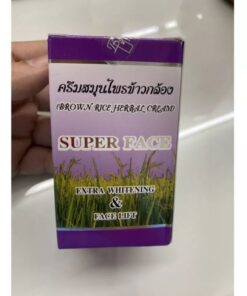 ครีมสมุนไพรข้าวกล้อง
(BROWN RICE HERBAL CREAM)
SUPER FACE
EXTRA WHITENING
&
FACE LIFT